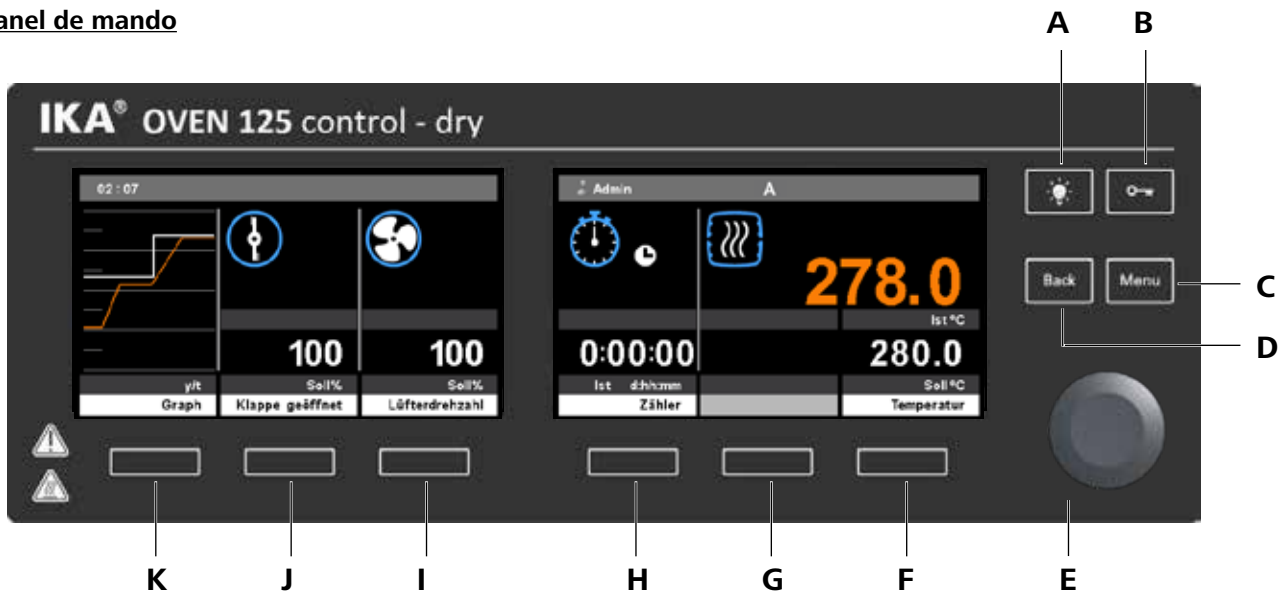 anel de mando
A B
IKA® OVEN 125 control - dry
02 : 07
Admin A
278.0
Back Menu
C
Ist °C
D
100 100 0:00:00 280.0
y/t Soll% Soll% Ist d:hh:mm Soll °C
Graph Klappe geöffnet Lüfterdrehzahl Zähler Temperatur
K J I H G F E